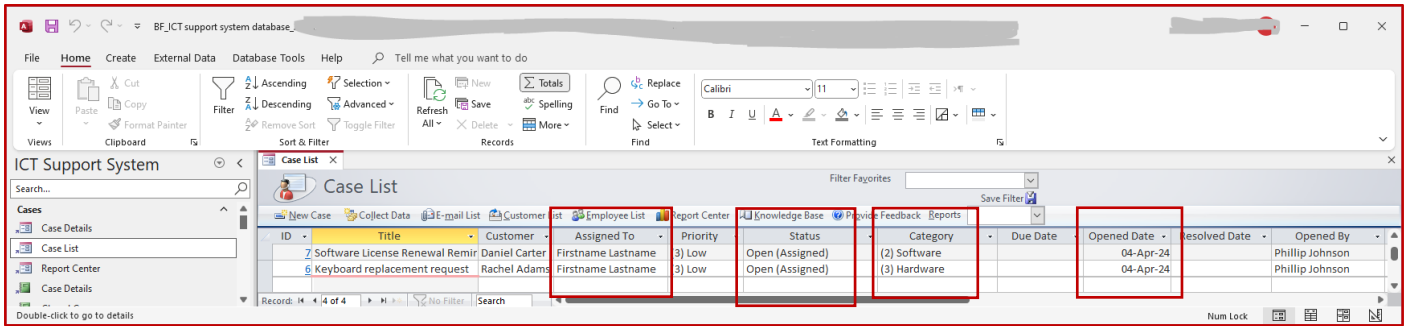 BF_ICT support system database_
File Home Create External Data Database Tools Help Tell me what you want to do
Cut
Copy
Format Painter
Paste
View
Views
Clipboard
Filter
Ascending
Descending
Remove Sort
Selection
Advanced
Toggle Filter
Sort & Filter
Refresh All
New
Save
Delete
Totals
Spelling
More
Records
Find
Replace
Go To
Select
Find
Calibri 11
B I U A
Text Formatting
ICT Support System
Search...
Cases
Case Details
Case List
Report Center
Case Details
Case List
Case List
Filter Favorites
Save Filter
New Case Collect Data E-mail List Customer List Employee List Report Center Knowledge Base Provide Feedback Reports
ID Title Customer Assigned To Priority Status Category Due Date Opened Date Resolved Date Opened By
7 Software License Renewal Remir Daniel Carter Firstname Lastname 3) Low Open (Assigned) (2) Software 04-Apr-24 Phillip Johnson
6 Keyboard replacement request Rachel Adams Firstname Lastname 3) Low Open (Assigned) (3) Hardware 04-Apr-24 Phillip Johnson
Record: 4 of 4 No Filter Search
Double-click to go to details
Num Lock